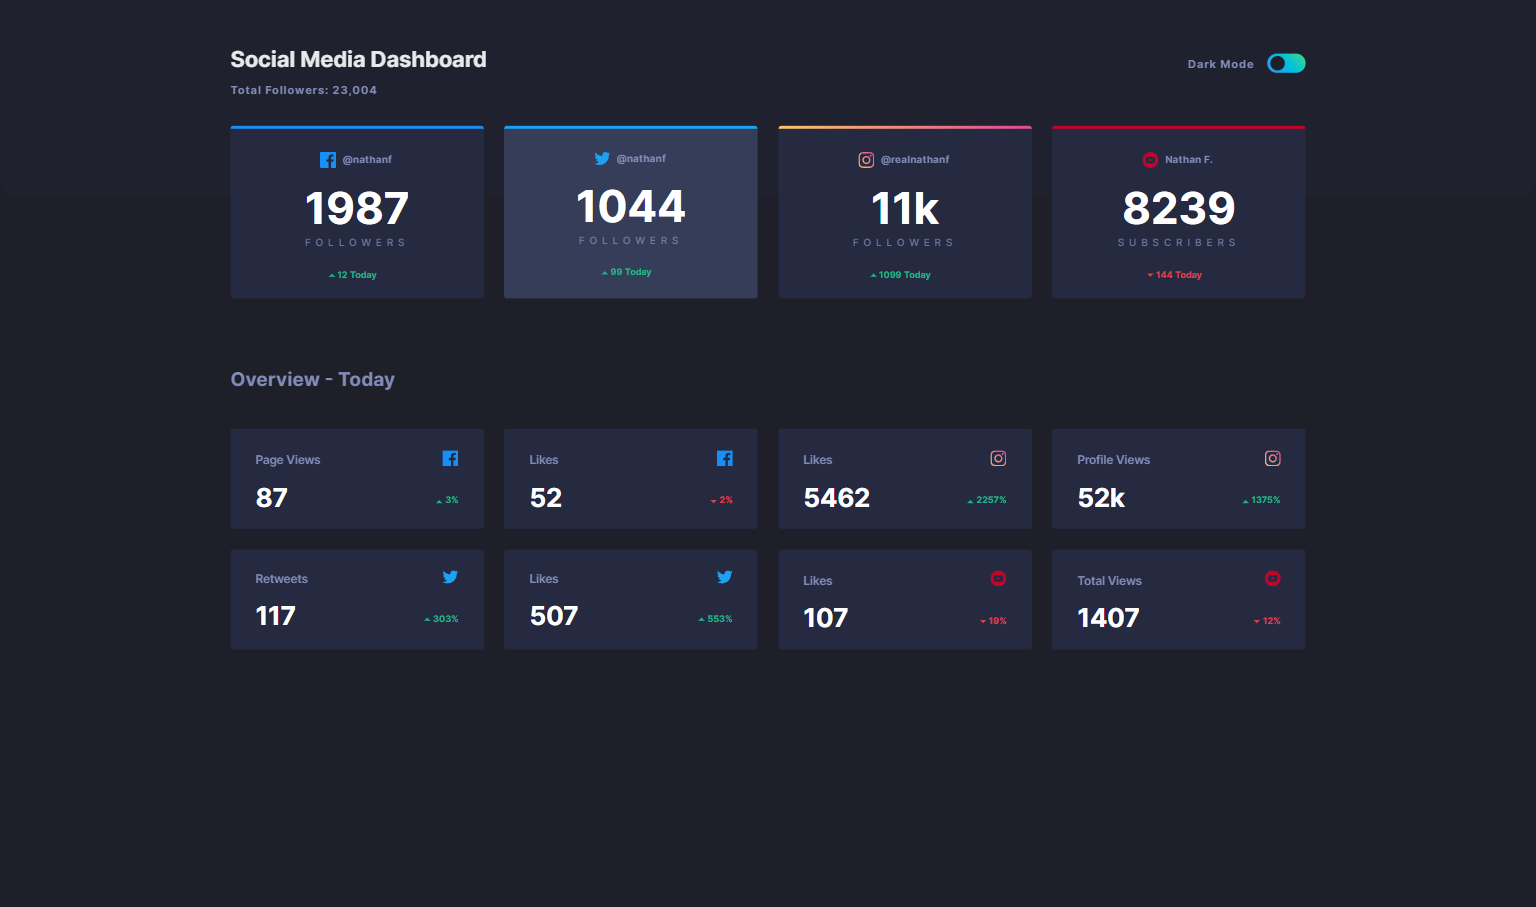 Social Media Dashboard
Total Followers: 23,004
Dark Mode
@nathanf
1987
FOLLOWERS
12 Today
@nathanf
1044
FOLLOWERS
99 Today
@realnathanf
11k
FOLLOWERS
1099 Today
Nathan F.
8239
SUBSCRIBERS
144 Today
Overview - Today
Page Views
87
3%
Likes
52
2%
Likes
5462
2257%
Profile Views
52k
1375%
Retweets
117
303%
Likes
507
553%
Likes
107
19%
Total Views
1407
12%